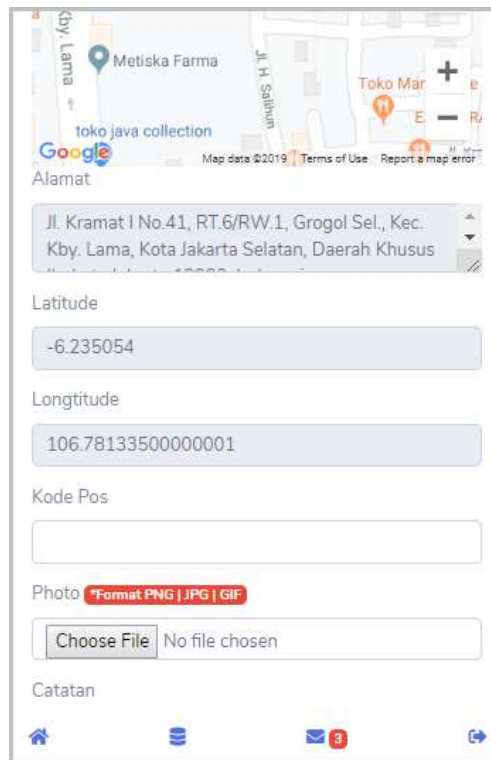 Kby. Lama
Metiska Farma
Jl. H. Salihun
Toko Mar
e
+
−
toko java collection
Google
Map data ©2019
Terms of Use
Report a map error
Alamat
Jl. Kramat I No.41, RT.6/RW.1, Grogol Sel., Kec.
Kby. Lama, Kota Jakarta Selatan, Daerah Khusus
Latitude
-6.235054
Longtitude
106.78133500000001
Kode Pos
Photo *Format PNG | JPG | GIF
Choose File No file chosen
Catatan
3